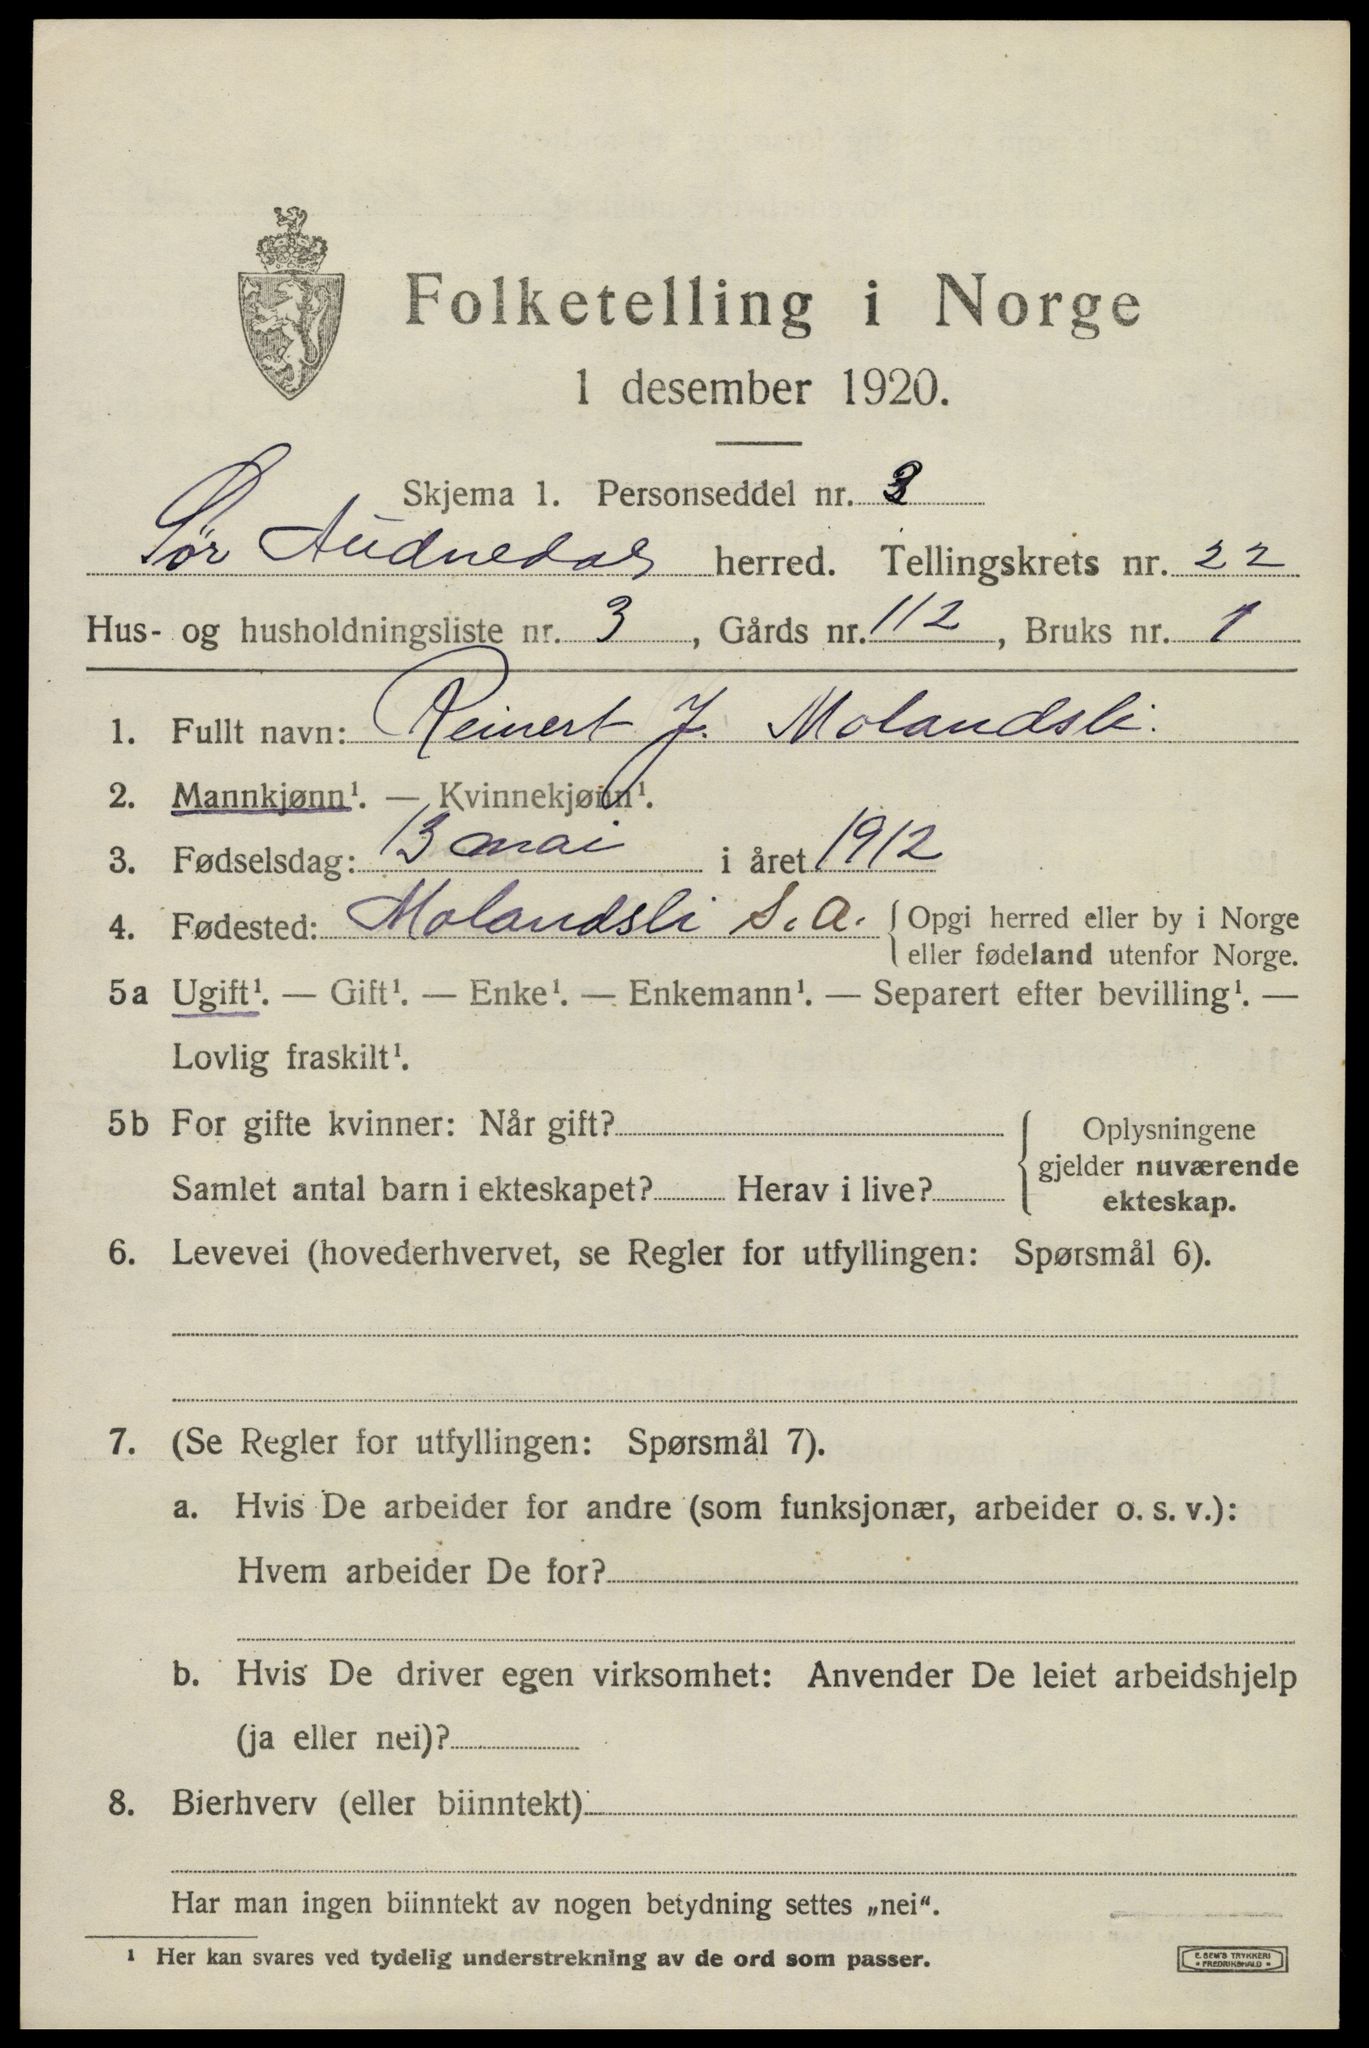 Folketelling i Norge
1 desember 1920.
Skjema 1. Personseddel nr. 3
Sør Audnedal herred. Tellingskrets nr. 22
Hus- og husholdningsliste nr. 3, Gårds nr. 112, Bruks nr. 1
1. Fullt navn: Reinert J. Molandsli.
2. Mannkjønn¹. — Kvinnekjønn¹.
3. Fødselsdag: 13 mai i året 1912
4. Fødested: Molandsli S. A. { Opgi herred eller by i Norge
eller fødeland utenfor Norge.
5a Ugift¹. — Gift¹. — Enke¹. — Enkemann¹. — Separert efter bevilling¹. —
Lovlig fraskilt¹.
5b For gifte kvinner: Når gift?
Samlet antal barn i ekteskapet? Herav i live?
Oplysningene
gjelder nuværende
ekteskap.
6. Levevei (hovederhvervet, se Regler for utfyllingen: Spørsmål 6).
7. (Se Regler for utfyllingen: Spørsmål 7).
a. Hvis De arbeider for andre (som funksjonær, arbeider o. s. v.):
Hvem arbeider De for?
b. Hvis De driver egen virksomhet: Anvender De leiet arbeidshjelp
(ja eller nei)?
8. Bierhverv (eller biinntekt)
Har man ingen biinntekt av nogen betydning settes „nei“.
¹ Her kan svares ved tydelig understrekning av de ord som passer.
E. SEM'S TRYKKERI
* FREDRIKSHALD *